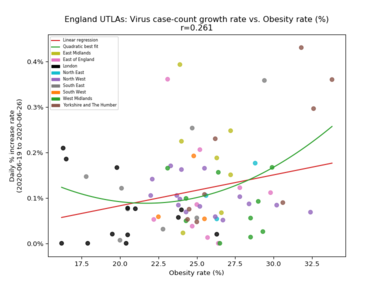 England UTLAs: Virus case-count growth rate vs. Obesity rate (%)
r=0.261
Linear regression
Quadratic best fit
East Midlands
East of England
London
North East
North West
South East
South West
West Midlands
Yorkshire and The Humber
Daily % increase rate
(2020-06-19 to 2020-06-26)
0.4%
0.3%
0.2%
0.1%
0.0%
17.5 20.0 22.5 25.0 27.5 30.0 32.5
Obesity rate (%)